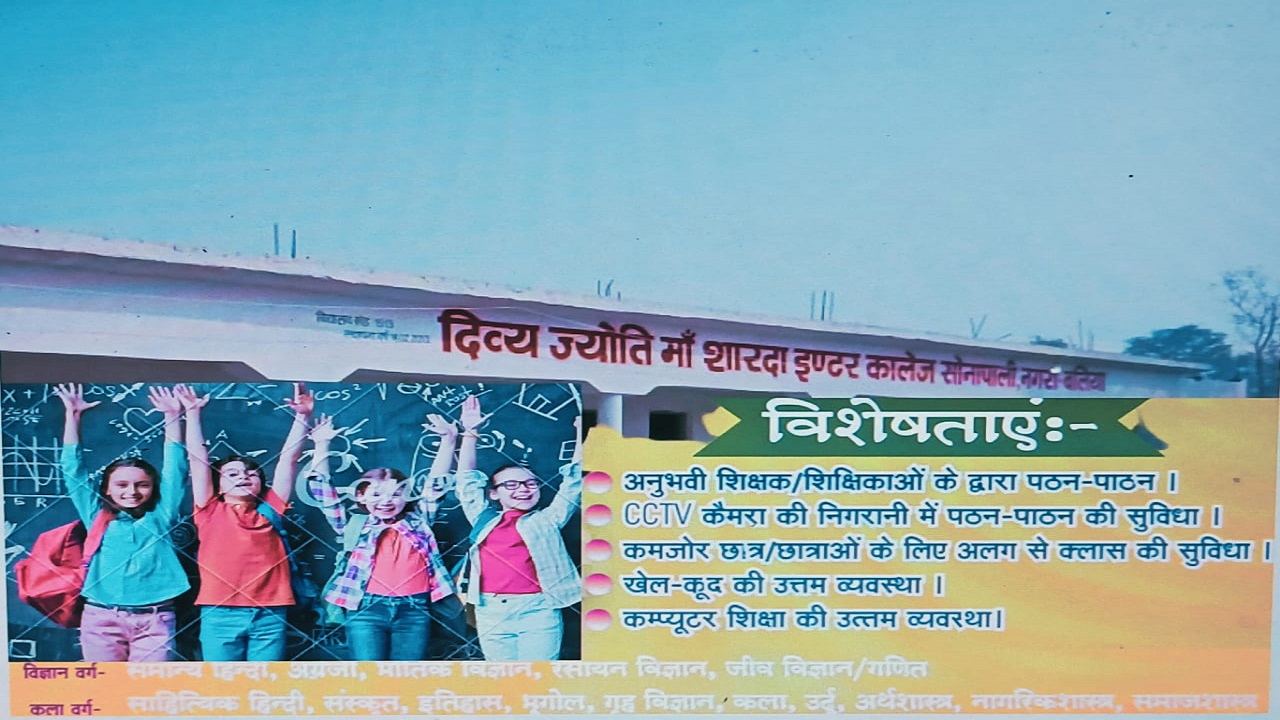 दिव्य ज्योति माँ शारदा इण्टर कालेज सोनापाली, नगरा-बलिया
विशेषताएं:-
अनुभवी शिक्षक/शिक्षिकाओं के द्वारा पठन-पाठन ।
CCTV कैमरा की निगरानी में पठन-पाठन की सुविधा ।
कमजोर छात्र/छात्राओं के लिए अलग से क्लास की सुविधा ।
खेल-कूद की उत्तम व्यवस्था ।
कम्प्यूटर शिक्षा की उत्तम व्यवस्था।
विज्ञान वर्ग- सामान्य हिन्दी, अंग्रेजी, भौतिक विज्ञान, रसायन विज्ञान, जीव विज्ञान/गणित
कला वर्ग- साहित्यिक हिन्दी, संस्कृत, इतिहास, भूगोल, गृह विज्ञान, कला, उर्दू, अर्थशास्त्र, नागरिकशास्त्र, समाजशास्त्र